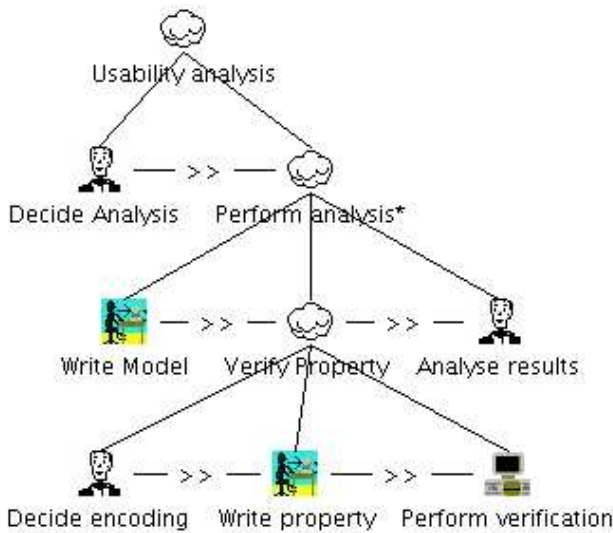 Usability analysis
>>
Decide Analysis Perform analysis*
>> >>
Write Model Verify Property Analyse results
>> >>
Decide encoding Write property Perform verification